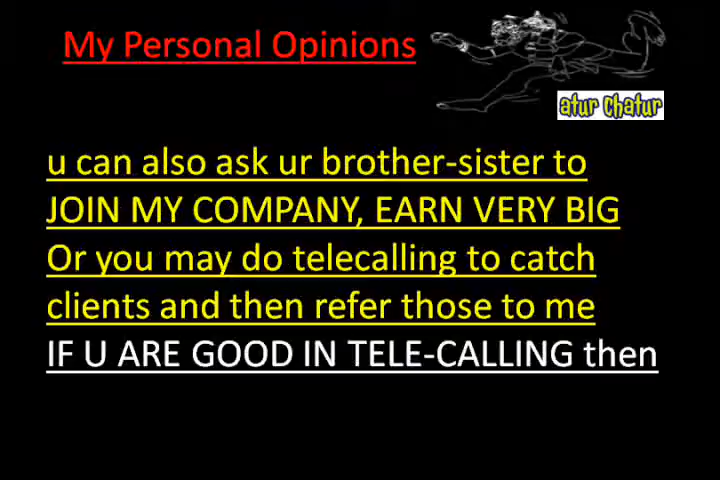 My Personal Opinions
atur chatur
u can also ask ur brother-sister to
JOIN MY COMPANY, EARN VERY BIG
Or you may do telecalling to catch
clients and then refer those to me
IF U ARE GOOD IN TELE-CALLING then